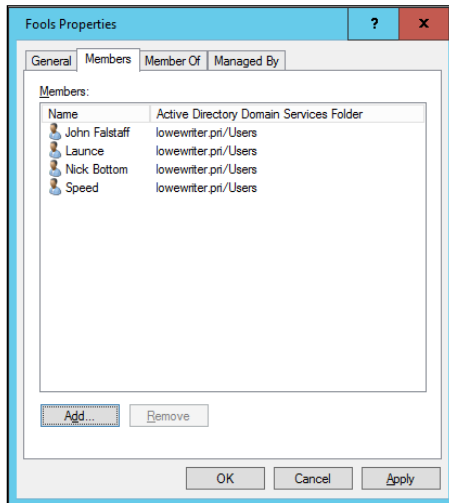 Fools Properties ? x
General Members Member Of Managed By
Members:
Name Active Directory Domain Services Folder
John Falstaff lowewriter.pri/Users
Launce lowewriter.pri/Users
Nick Bottom lowewriter.pri/Users
Speed lowewriter.pri/Users
Add... Remove
OK Cancel Apply